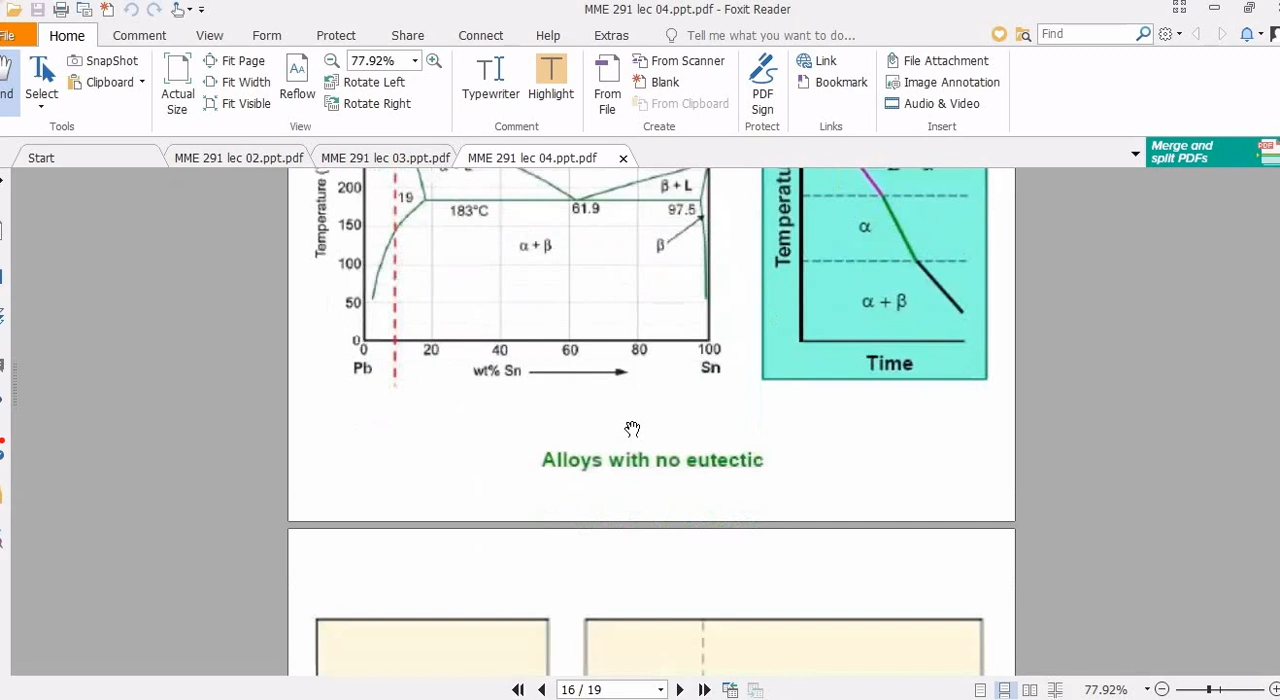 MME 291 lec 04.ppt.pdf - Foxit Reader
File Home Comment View Form Protect Share Connect Help Extras Tell me what you want to do... Find
SnapShot
Clipboard
Select
Tools
Actual Size
Fit Page
Fit Width
Fit Visible
Reflow
77.92%
Rotate Left
Rotate Right
View
Typewriter
Highlight
Comment
From File
From Scanner
Blank
From Clipboard
Create
PDF Sign
Protect
Link
Bookmark
Links
File Attachment
Image Annotation
Audio & Video
Insert
Start MME 291 lec 02.ppt.pdf MME 291 lec 03.ppt.pdf MME 291 lec 04.ppt.pdf
Merge and
split PDFs
PDF
Temperature (
200
150
100
50
0
19
183°C
61.9
97.5
β + L
α + β
β
0 20 40 60 80 100
Pb wt% Sn Sn
α
α + β
Time
Alloys with no eutectic
16 / 19
77.92%